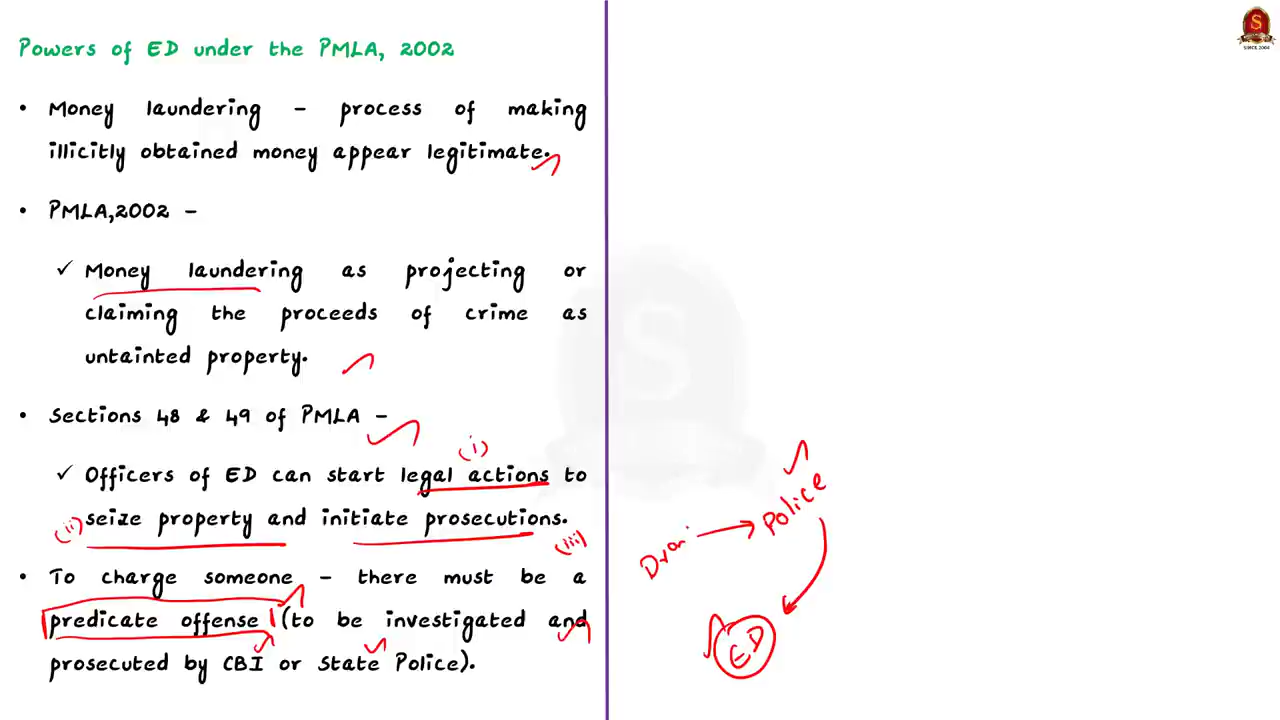 Powers of ED under the PMLA, 2002
• Money laundering - process of making
illicitly obtained money appear legitimate.
• PMLA,2002 -
✓ Money laundering as projecting or
claiming the proceeds of crime as
untainted property.
• Sections 48 & 49 of PMLA -
(i)
✓ Officers of ED can start legal actions to
(ii) seize property and initiate prosecutions.
(iii)
• To charge someone - there must be a
predicate offense (to be investigated and
prosecuted by CBI or State Police).
S
SINCE 2004
S
Police
ED